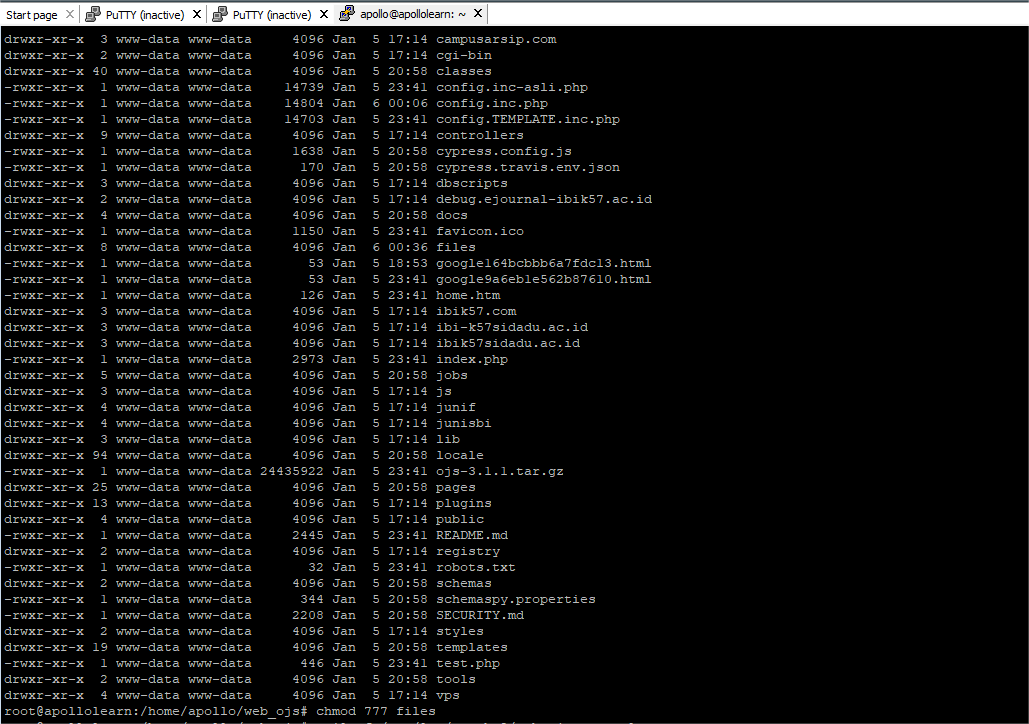 Start page PuTTY (inactive) PuTTY (inactive) apollo@apollolearn: ~
drwxr-xr-x 3 www-data www-data 4096 Jan 5 17:14 campusarsip.com
drwxr-xr-x 2 www-data www-data 4096 Jan 5 17:14 cgi-bin
drwxr-xr-x 40 www-data www-data 4096 Jan 5 20:58 classes
-rwxr-xr-x 1 www-data www-data 14739 Jan 5 23:41 config.inc-asli.php
-rwxr-xr-x 1 www-data www-data 14804 Jan 6 00:06 config.inc.php
-rwxr-xr-x 1 www-data www-data 14703 Jan 5 23:41 config.TEMPLATE.inc.php
drwxr-xr-x 9 www-data www-data 4096 Jan 5 17:14 controllers
-rwxr-xr-x 1 www-data www-data 1638 Jan 5 20:58 cypress.config.js
-rwxr-xr-x 1 www-data www-data 170 Jan 5 20:58 cypress.travis.env.json
drwxr-xr-x 3 www-data www-data 4096 Jan 5 17:14 dbscripts
drwxr-xr-x 2 www-data www-data 4096 Jan 5 17:14 debug.ejournal-ibik57.ac.id
drwxr-xr-x 4 www-data www-data 4096 Jan 5 20:58 docs
-rwxr-xr-x 1 www-data www-data 1150 Jan 5 23:41 favicon.ico
drwxr-xr-x 8 www-data www-data 4096 Jan 6 00:36 files
-rwxr-xr-x 1 www-data www-data 53 Jan 5 18:53 google164bcbbb6a7fdc13.html
-rwxr-xr-x 1 www-data www-data 53 Jan 5 23:41 google9a6eb1e562b87610.html
-rwxr-xr-x 1 www-data www-data 126 Jan 5 23:41 home.htm
drwxr-xr-x 3 www-data www-data 4096 Jan 5 17:14 ibik57.com
drwxr-xr-x 3 www-data www-data 4096 Jan 5 17:14 ibi-k57sidadu.ac.id
drwxr-xr-x 3 www-data www-data 4096 Jan 5 17:14 ibik57sidadu.ac.id
-rwxr-xr-x 1 www-data www-data 2973 Jan 5 23:41 index.php
drwxr-xr-x 5 www-data www-data 4096 Jan 5 20:58 jobs
drwxr-xr-x 3 www-data www-data 4096 Jan 5 17:14 js
drwxr-xr-x 4 www-data www-data 4096 Jan 5 17:14 junif
drwxr-xr-x 4 www-data www-data 4096 Jan 5 17:14 junisbi
drwxr-xr-x 3 www-data www-data 4096 Jan 5 17:14 lib
drwxr-xr-x 94 www-data www-data 4096 Jan 5 20:58 locale
-rwxr-xr-x 1 www-data www-data 24435922 Jan 5 23:41 ojs-3.1.1.tar.gz
drwxr-xr-x 25 www-data www-data 4096 Jan 5 20:58 pages
drwxr-xr-x 13 www-data www-data 4096 Jan 5 17:14 plugins
drwxr-xr-x 4 www-data www-data 4096 Jan 5 17:14 public
-rwxr-xr-x 1 www-data www-data 2445 Jan 5 23:41 README.md
drwxr-xr-x 2 www-data www-data 4096 Jan 5 17:14 registry
-rwxr-xr-x 1 www-data www-data 32 Jan 5 23:41 robots.txt
drwxr-xr-x 2 www-data www-data 4096 Jan 5 20:58 schemas
-rwxr-xr-x 1 www-data www-data 344 Jan 5 20:58 schemaspy.properties
-rwxr-xr-x 1 www-data www-data 2208 Jan 5 20:58 SECURITY.md
drwxr-xr-x 2 www-data www-data 4096 Jan 5 17:14 styles
drwxr-xr-x 19 www-data www-data 4096 Jan 5 20:58 templates
-rwxr-xr-x 1 www-data www-data 446 Jan 5 23:41 test.php
drwxr-xr-x 2 www-data www-data 4096 Jan 5 20:58 tools
drwxr-xr-x 4 www-data www-data 4096 Jan 5 17:14 vps
root@apollolearn:/home/apollo/web_ojs# chmod 777 files